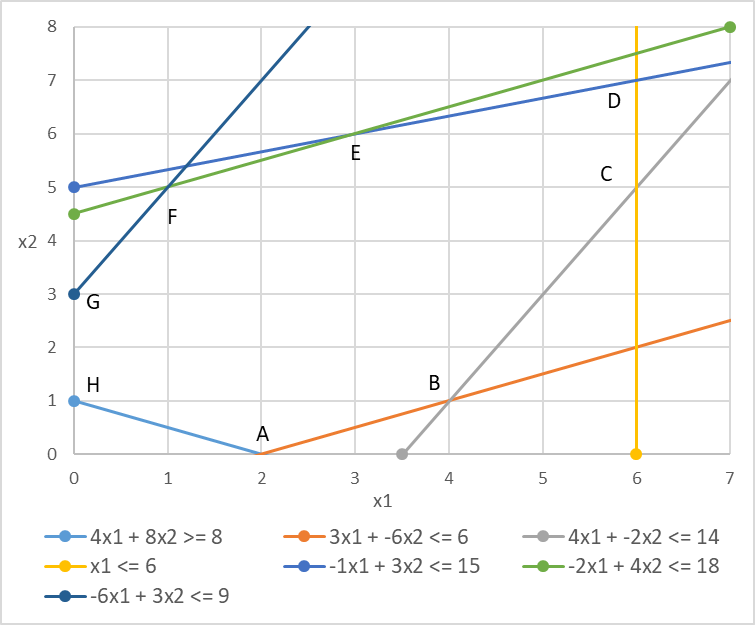 8
7
D
6
E
C
5
F
x2 4
3
G
2
B
H
1
A
0
0 1 2 3 4 5 6 7
x1
4x1 + 8x2 >= 8 3x1 + -6x2 <= 6 4x1 + -2x2 <= 14
x1 <= 6 -1x1 + 3x2 <= 15 -2x1 + 4x2 <= 18
-6x1 + 3x2 <= 9